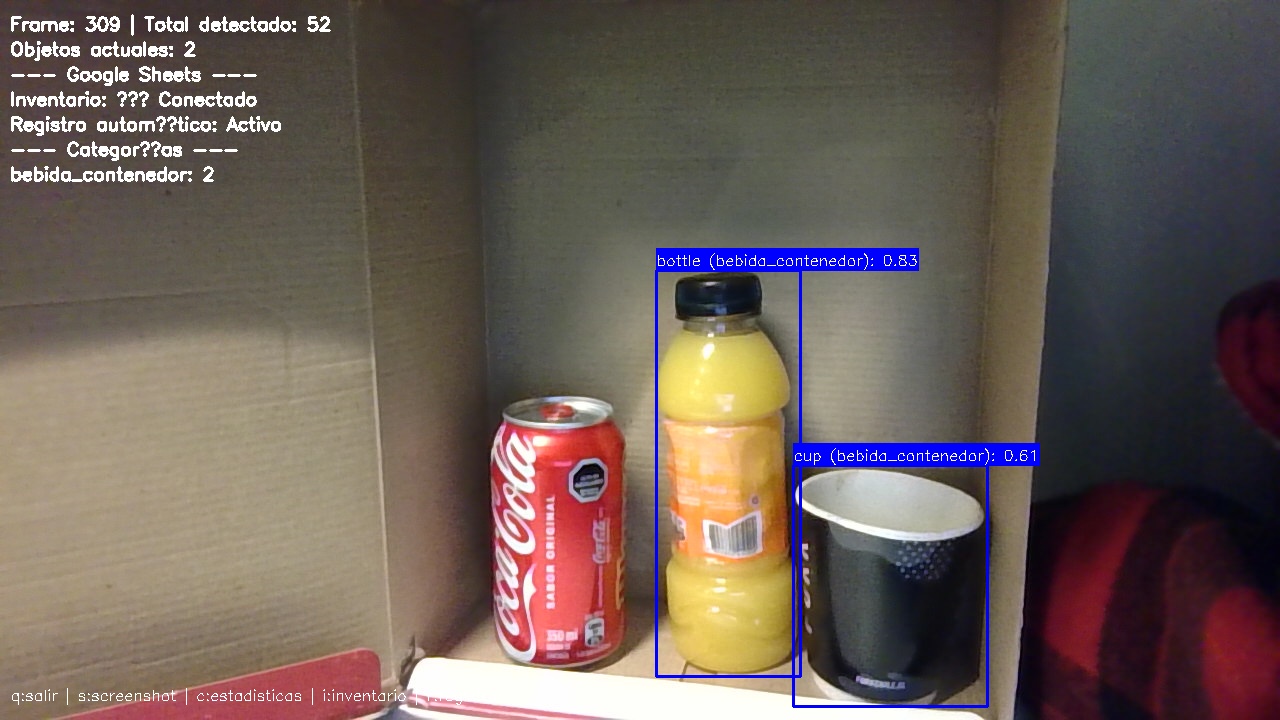 Frame: 309 | Total detectado: 52
Objetos actuales: 2
--- Google Sheets ---
Inventario: ??? Conectado
Registro autom??tico: Activo
--- Categor??as ---
bebida_contenedor: 2
bottle (bebida_contenedor): 0.83
cup (bebida_contenedor): 0.61
Coca-Cola
SABOR ORIGINAL
Coca-Cola
350 ml
q:salir | s:screenshot | c:estadisticas | i:inventario |